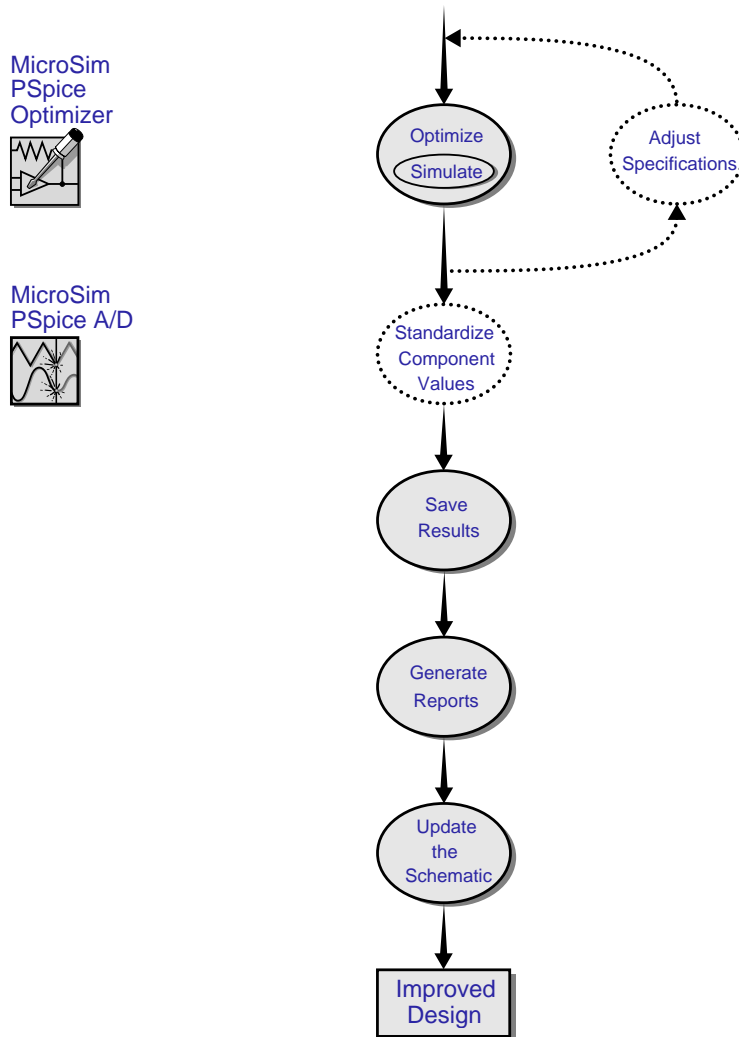 MicroSim
PSpice
Optimizer
Optimize
Simulate
Adjust
Specifications.
MicroSim
PSpice A/D
Standardize
Component
Values
Save
Results
Generate
Reports
Update
the
Schematic
Improved
Design